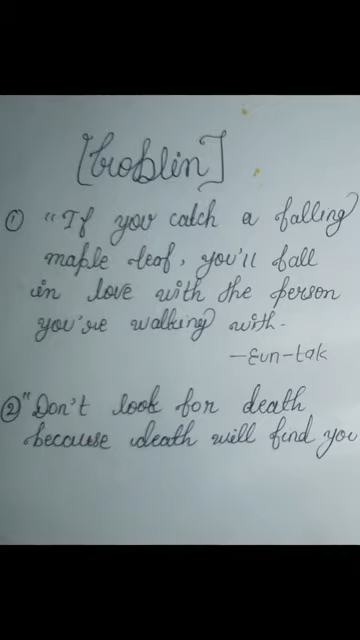 [Goblin]
① "If you catch a falling
maple leaf, you'll fall
in love with the person
you're walking with.
—Eun-tak
② "Don't look for death
because death will find you